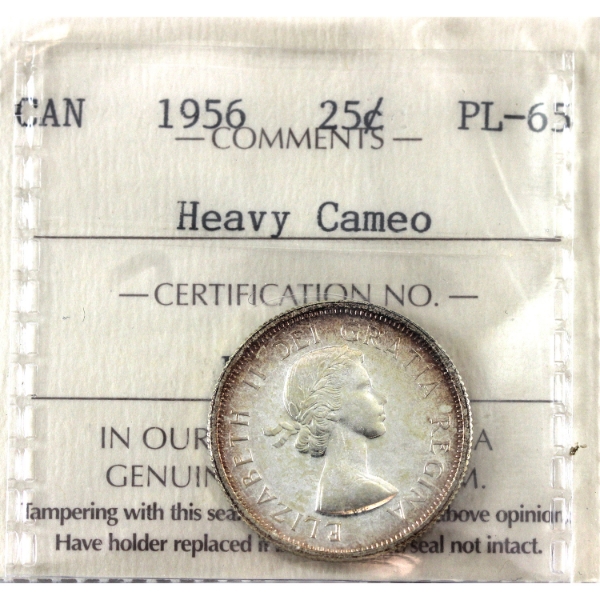 CAN 1956 25¢ PL-65
— COMMENTS —
Heavy Cameo
— CERTIFICATION NO. —
IN OUR
GENUIN M.
Tampering with this sea above opinion
Have holder replaced if seal not intact.
ELIZABETH II DEI GRATIA REGINA